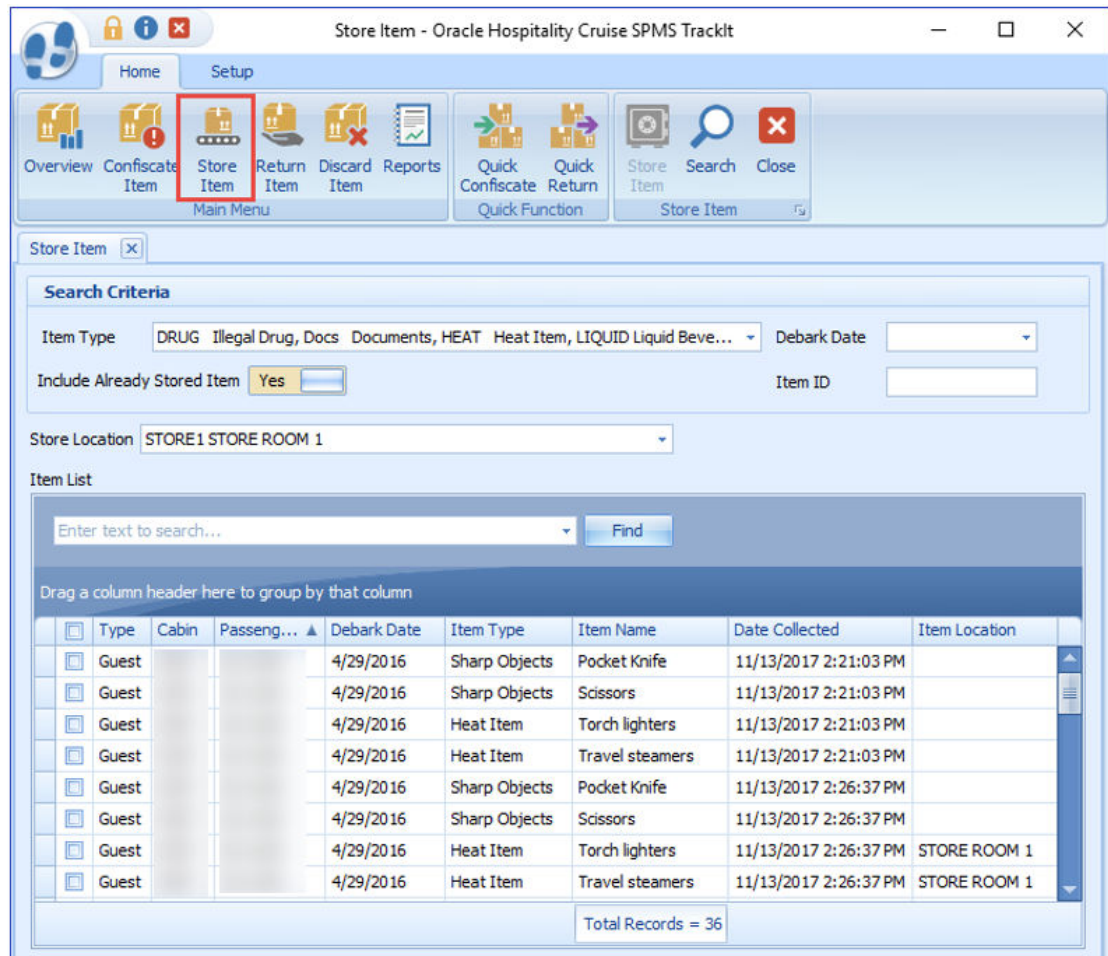 Store Item - Oracle Hospitality Cruise SPMS TrackIt
Home Setup
Overview Confiscate Item Store Item Return Item Discard Item Reports Quick Confiscate Quick Return Store Item Search Close
Main Menu Quick Function Store Item
Store Item
Search Criteria
Item Type DRUG Illegal Drug, Docs Documents, HEAT Heat Item, LIQUID Liquid Beve... Debark Date
Include Already Stored Item Yes Item ID
Store Location STORE1 STORE ROOM 1
Item List
Enter text to search... Find
Drag a column header here to group by that column
Type Cabin Passeng... Debark Date Item Type Item Name Date Collected Item Location
Guest 4/29/2016 Sharp Objects Pocket Knife 11/13/2017 2:21:03 PM
Guest 4/29/2016 Sharp Objects Scissors 11/13/2017 2:21:03 PM
Guest 4/29/2016 Heat Item Torch lighters 11/13/2017 2:21:03 PM
Guest 4/29/2016 Heat Item Travel steamers 11/13/2017 2:21:03 PM
Guest 4/29/2016 Sharp Objects Pocket Knife 11/13/2017 2:26:37 PM
Guest 4/29/2016 Sharp Objects Scissors 11/13/2017 2:26:37 PM
Guest 4/29/2016 Heat Item Torch lighters 11/13/2017 2:26:37 PM STORE ROOM 1
Guest 4/29/2016 Heat Item Travel steamers 11/13/2017 2:26:37 PM STORE ROOM 1
Total Records = 36